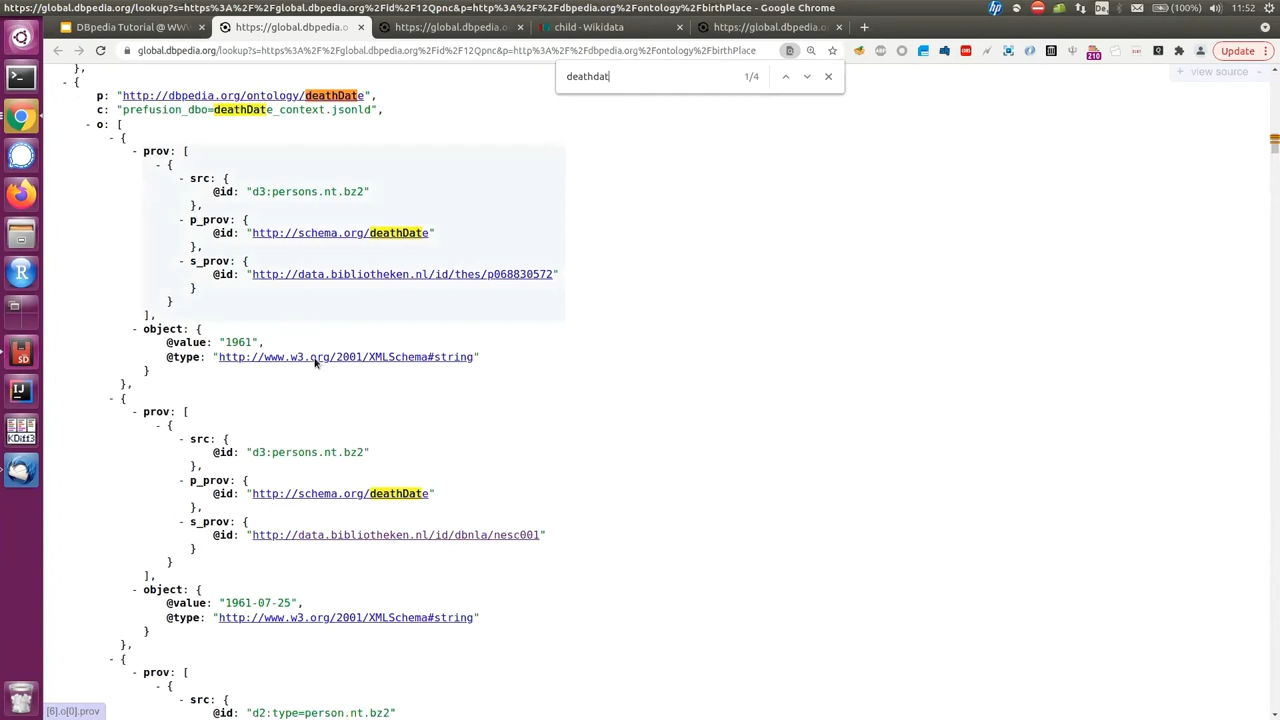 https://global.dbpedia.org/lookup?s=https%3A%2F%2Fglobal.dbpedia.org%2Fid%2F12Qpnc&p=http%3A%2F%2Fdbpedia.org%2Fontology%2FbirthPlace - Google Chrome
De (100%) 11:52
DBpedia Tutorial @ WWW
https://global.dbpedia.org/l
https://global.dbpedia.org/l
child - Wikidata
https://global.dbpedia.org/l
global.dbpedia.org/lookup?s=https%3A%2F%2Fglobal.dbpedia.org%2Fid%2F12Qpnc&p=http%3A%2F%2Fdbpedia.org%2Fontology%2FbirthPlace
210
Update
deathdat 1/4
+ view source -
},
- {
p: "http://dbpedia.org/ontology/deathDate",
c: "prefusion_dbo=deathDate_context.jsonld",
- o: [
- {
- prov: [
- {
- src: {
@id: "d3:persons.nt.bz2"
},
- p_prov: {
@id: "http://schema.org/deathDate"
},
- s_prov: {
@id: "http://data.bibliotheken.nl/id/thes/p068830572"
}
}
],
- object: {
@value: "1961",
@type: "http://www.w3.org/2001/XMLSchema#string"
}
},
- {
- prov: [
- {
- src: {
@id: "d3:persons.nt.bz2"
},
- p_prov: {
@id: "http://schema.org/deathDate"
},
- s_prov: {
@id: "http://data.bibliotheken.nl/id/dbnla/nesc001"
}
}
],
- object: {
@value: "1961-07-25",
@type: "http://www.w3.org/2001/XMLSchema#string"
}
},
- {
- prov: [
- {
- src: {
@id: "d2:type=person.nt.bz2"
[6].o[0].prov